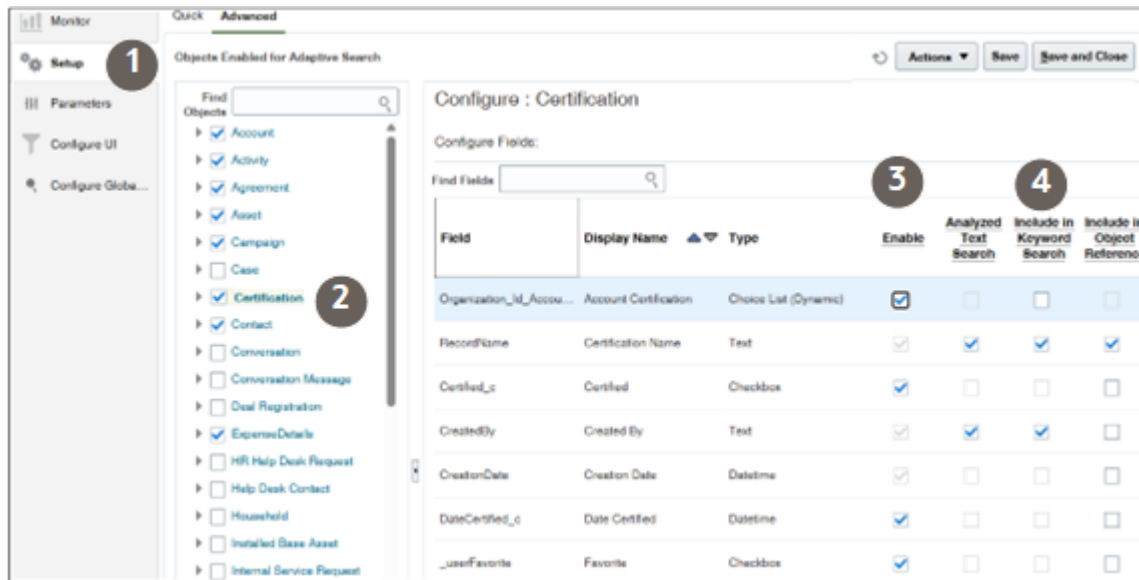 Monitor
Quick Advanced
Setup
1
Objects Enabled for Adaptive Search
Actions
Save
Save and Close
Parameters
Configure UI
Configure Globa...
Find Objects
Account
Activity
Agreement
Asset
Campaign
Case
Certification
2
Contact
Conversation
Conversation Message
Deal Registration
ExpenseDetails
HR Help Desk Request
Help Desk Contact
Household
Installed Base Asset
Internal Service Request
Configure : Certification
Configure Fields:
Find Fields
3
4
Field Display Name Type Enable Analyzed Text Search Include in Keyword Search Include in Object Referenc
Organization_Id_Accou... Account Certification Choice List (Dynamic)
RecordName Certification Name Text
Certified_c Certified Checkbox
CreatedBy Created By Text
CreationDate Creation Date Datetime
DateCertified_c Date Certified Datetime
_userFavorite Favorite Checkbox